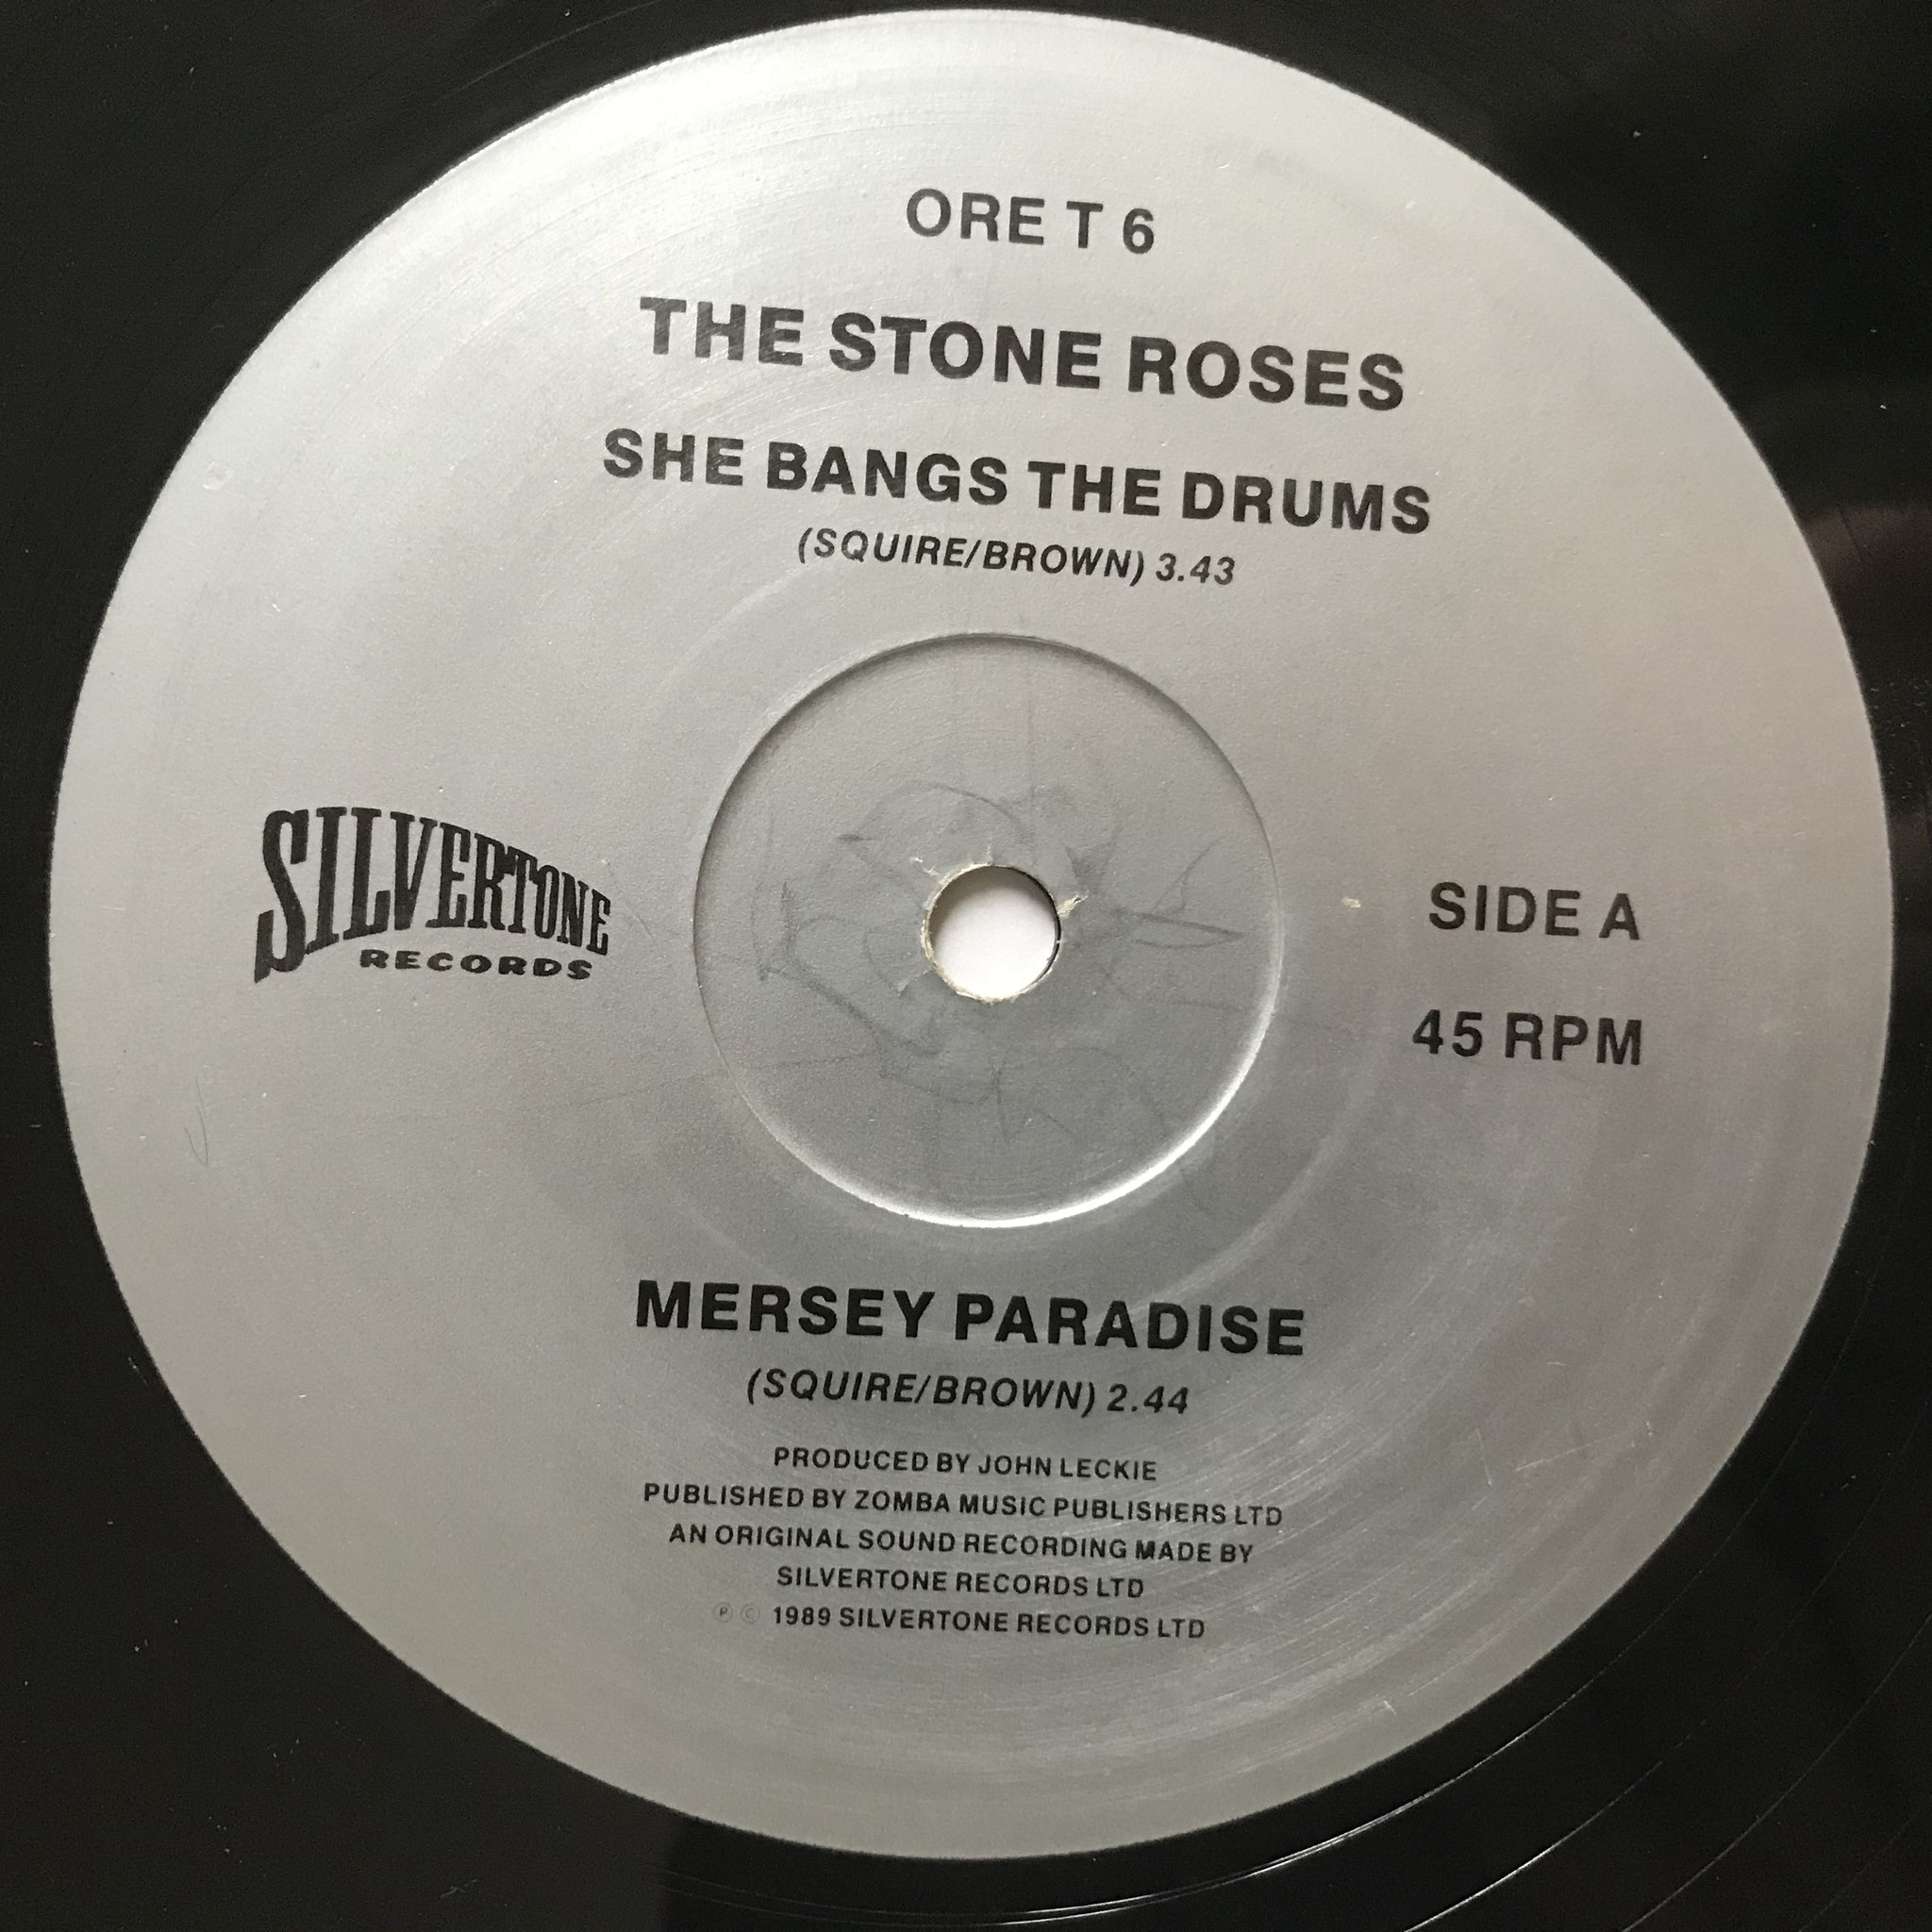 ORE T 6
THE STONE ROSES
SHE BANGS THE DRUMS
(SQUIRE/BROWN) 3.43
SILVERTONE
RECORDS
SIDE A
45 RPM
MERSEY PARADISE
(SQUIRE/BROWN) 2.44
PRODUCED BY JOHN LECKIE
PUBLISHED BY ZOMBA MUSIC PUBLISHERS LTD
AN ORIGINAL SOUND RECORDING MADE BY
SILVERTONE RECORDS LTD
Ⓟ © 1989 SILVERTONE RECORDS LTD